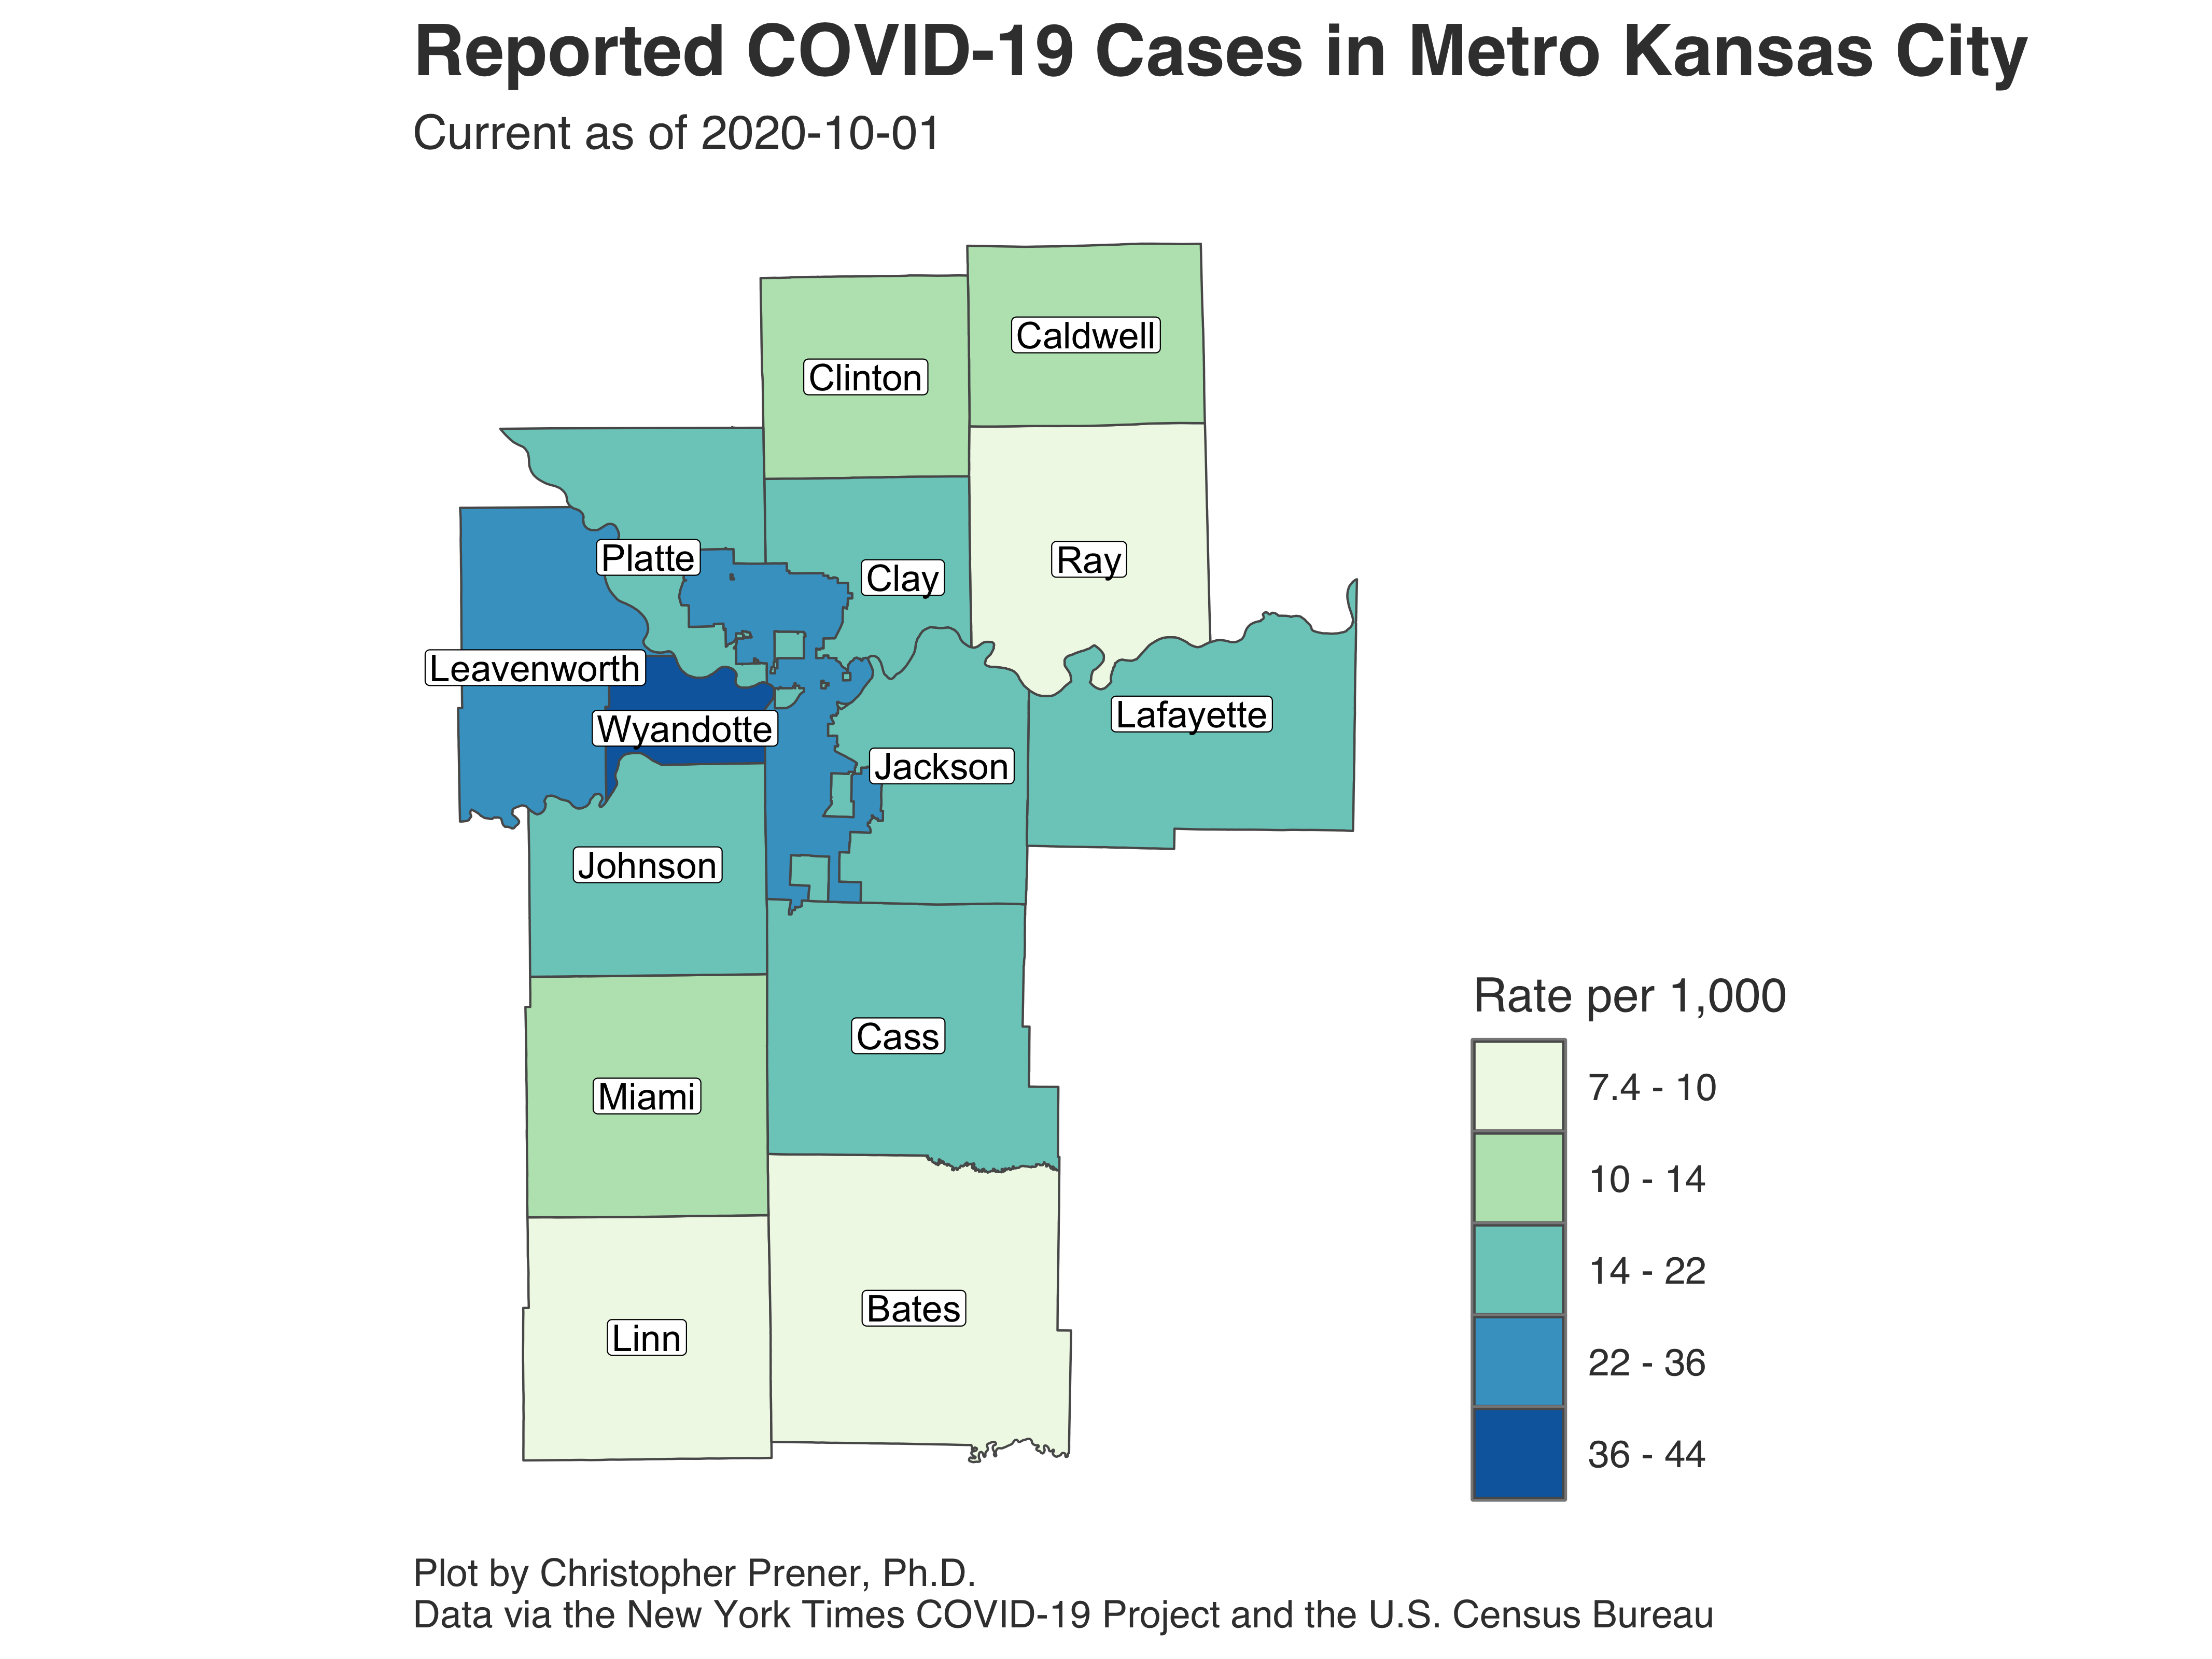 Reported COVID-19 Cases in Metro Kansas City
Current as of 2020-10-01
Caldwell
Clinton
Platte
Clay
Ray
Leavenworth
Wyandotte
Lafayette
Jackson
Johnson
Cass
Miami
Bates
Linn
Rate per 1,000
7.4 - 10
10 - 14
14 - 22
22 - 36
36 - 44
Plot by Christopher Prener, Ph.D.
Data via the New York Times COVID-19 Project and the U.S. Census Bureau